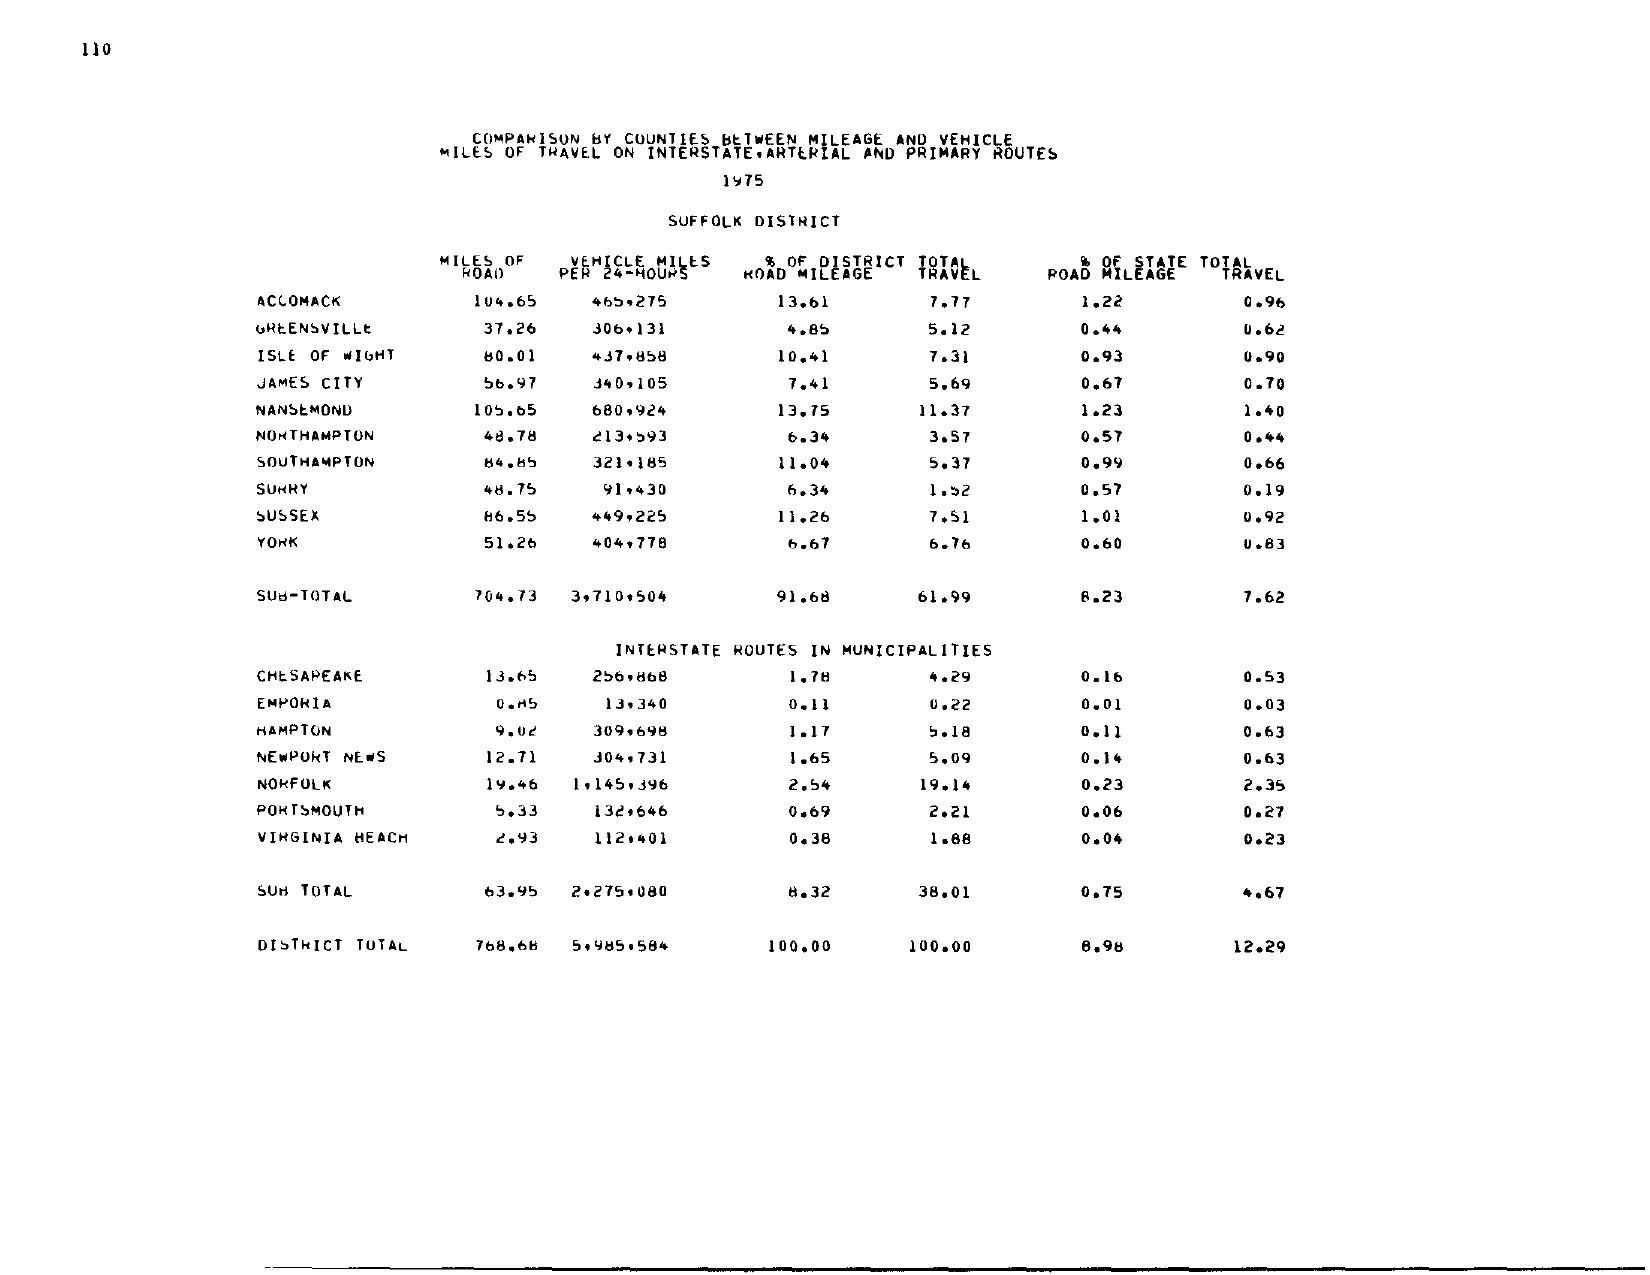 110
COMPARISON BY COUNTIES BETWEEN MILEAGE AND VEHICLE
MILES OF TRAVEL ON INTERSTATE,ARTERIAL AND PRIMARY ROUTES
1975
SUFFOLK DISTRICT
MILES OF VEHICLE MILES % OF DISTRICT TOTAL % OF STATE TOTAL
ROAD PER 24-HOURS ROAD MILEAGE TRAVEL ROAD MILEAGE TRAVEL
ACCOMACK 104.65 465,275 13.61 7.77 1.22 0.96
GREENSVILLE 37.26 306,131 4.85 5.12 0.44 0.62
ISLE OF WIGHT 80.01 437,858 10.41 7.31 0.93 0.90
JAMES CITY 56.97 340,105 7.41 5.69 0.67 0.70
NANSEMOND 105.65 680,924 13.75 11.37 1.23 1.40
NORTHAMPTON 48.78 213,593 6.34 3.57 0.57 0.44
SOUTHAMPTON 84.85 321,185 11.04 5.37 0.99 0.66
SURRY 48.75 91,430 6.34 1.52 0.57 0.19
SUSSEX 86.55 449,225 11.26 7.51 1.01 0.92
YORK 51.26 404,778 6.67 6.76 0.60 0.83
SUB-TOTAL 704.73 3,710,504 91.68 61.99 8.23 7.62
INTERSTATE ROUTES IN MUNICIPALITIES
CHESAPEAKE 13.65 256,868 1.78 4.29 0.16 0.53
EMPORIA 0.85 13,340 0.11 0.22 0.01 0.03
HAMPTON 9.02 309,698 1.17 5.18 0.11 0.63
NEWPORT NEWS 12.71 304,731 1.65 5.09 0.14 0.63
NORFOLK 19.46 1,145,396 2.54 19.14 0.23 2.35
PORTSMOUTH 5.33 132,646 0.69 2.21 0.06 0.27
VIRGINIA BEACH 2.93 112,401 0.38 1.88 0.04 0.23
SUB TOTAL 63.95 2,275,080 8.32 38.01 0.75 4.67
DISTRICT TOTAL 768.68 5,985,584 100.00 100.00 8.98 12.29